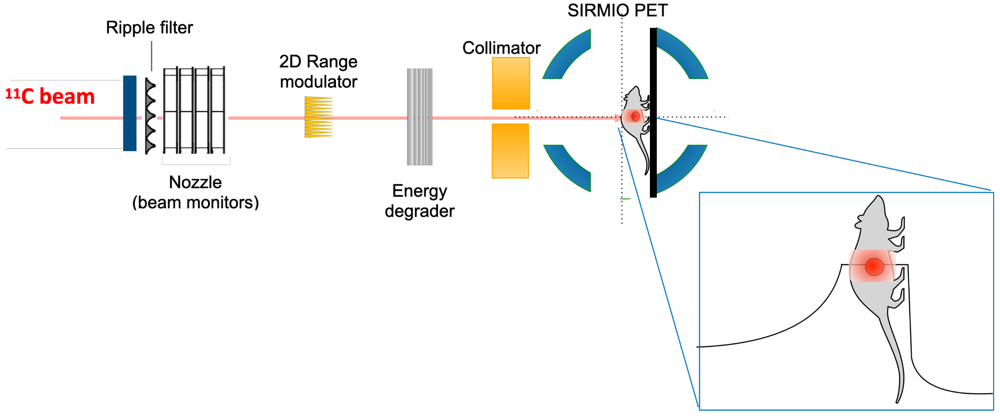 SIRMIO PET
Ripple filter
Collimator
2D Range
modulator
¹¹C beam
Nozzle
(beam monitors)
Energy
degrader